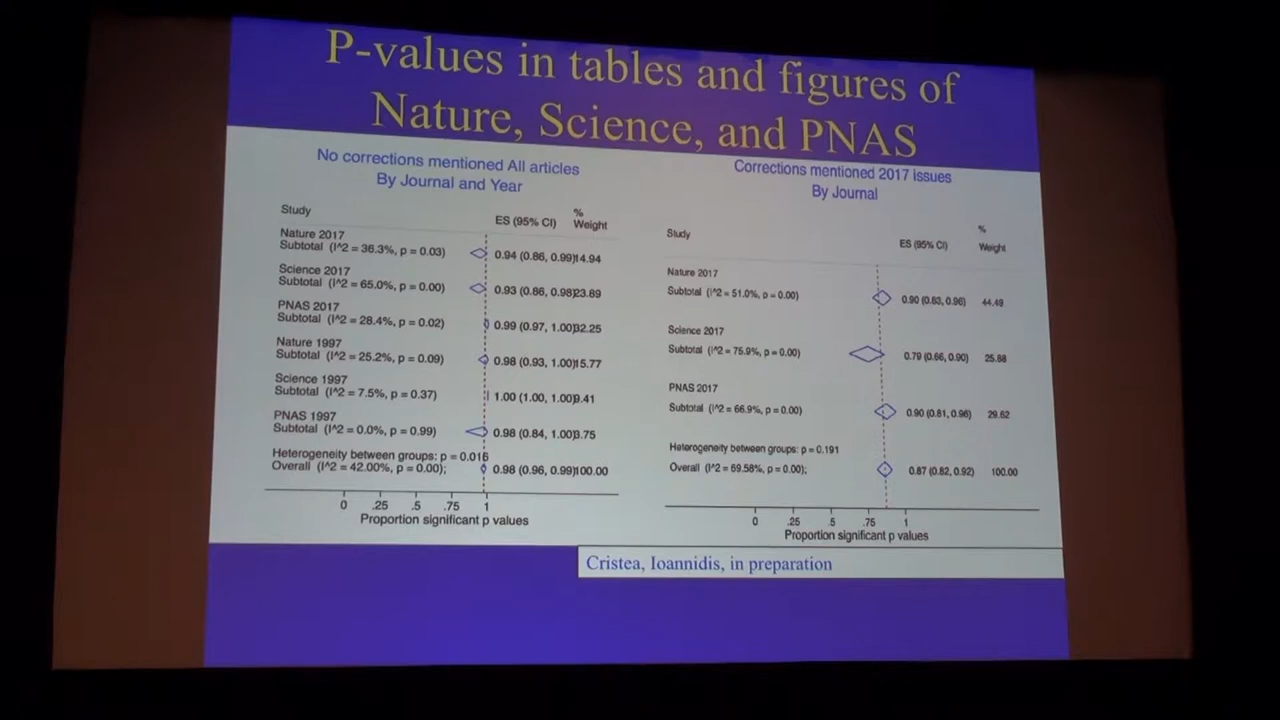 P-values in tables and figures of
Nature, Science, and PNAS
No corrections mentioned All articles
By Journal and Year
Study
ES (95% CI)
%
Weight
Nature 2017
Subtotal (I^2 = 36.3%, p = 0.03)
0.94 (0.86, 0.99)14.94
Science 2017
Subtotal (I^2 = 65.0%, p = 0.00)
0.93 (0.86, 0.98)23.89
PNAS 2017
Subtotal (I^2 = 28.4%, p = 0.02)
0.99 (0.97, 1.00)32.25
Nature 1997
Subtotal (I^2 = 25.2%, p = 0.09)
0.98 (0.93, 1.00)15.77
Science 1997
Subtotal (I^2 = 7.5%, p = 0.37)
1.00 (1.00, 1.00)9.41
PNAS 1997
Subtotal (I^2 = 0.0%, p = 0.99)
0.98 (0.84, 1.00)3.75
Heterogeneity between groups: p = 0.016
Overall (I^2 = 42.00%, p = 0.00);
0.98 (0.96, 0.99)100.00
0 .25 .5 .75 1
Proportion significant p values
Corrections mentioned 2017 issues
By Journal
Study
ES (95% CI)
%
Weight
Nature 2017
Subtotal (I^2 = 51.0%, p = 0.00)
0.90 (0.83, 0.96) 44.49
Science 2017
Subtotal (I^2 = 75.9%, p = 0.00)
0.79 (0.66, 0.90) 25.88
PNAS 2017
Subtotal (I^2 = 66.9%, p = 0.00)
0.90 (0.81, 0.96) 29.62
Heterogeneity between groups: p = 0.191
Overall (I^2 = 69.58%, p = 0.00);
0.87 (0.82, 0.92) 100.00
0 .25 .5 .75 1
Proportion significant p values
Cristea, Ioannidis, in preparation